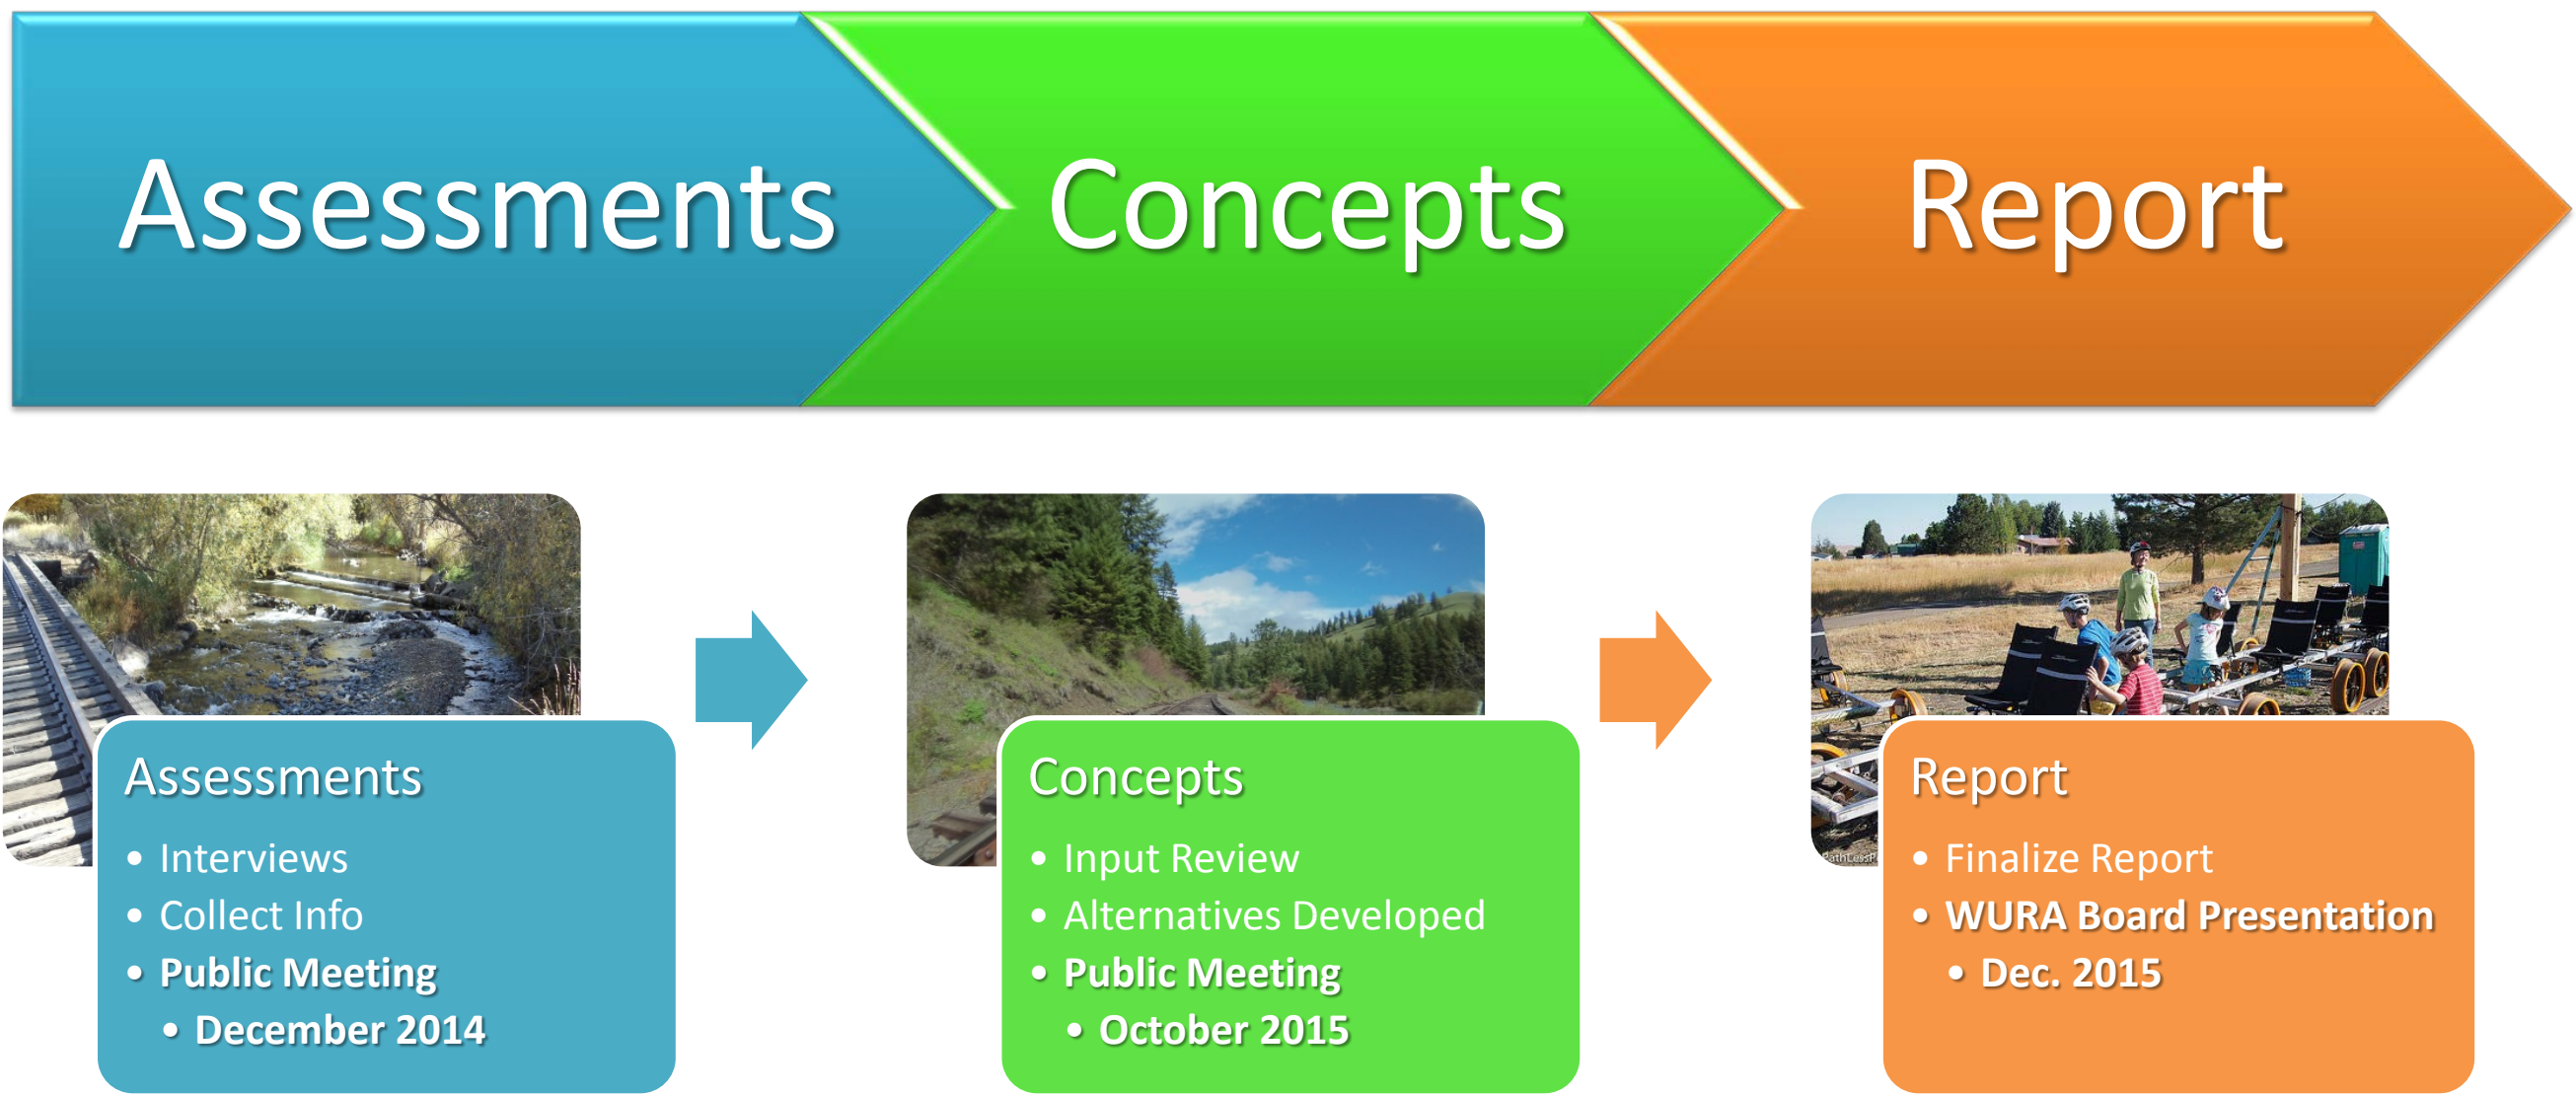 Assessments Concepts Report
Assessments
• Interviews
• Collect Info
• Public Meeting
• December 2014
Concepts
• Input Review
• Alternatives Developed
• Public Meeting
• October 2015
Report
• Finalize Report
• WURA Board Presentation
• Dec. 2015